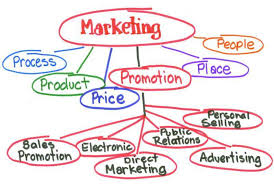 Marketing
People
Process
Place
Product
Promotion
Price
Personal
Selling
Public
Relations
Sales
Promotion
Electronic
Direct
Marketing
Advertising